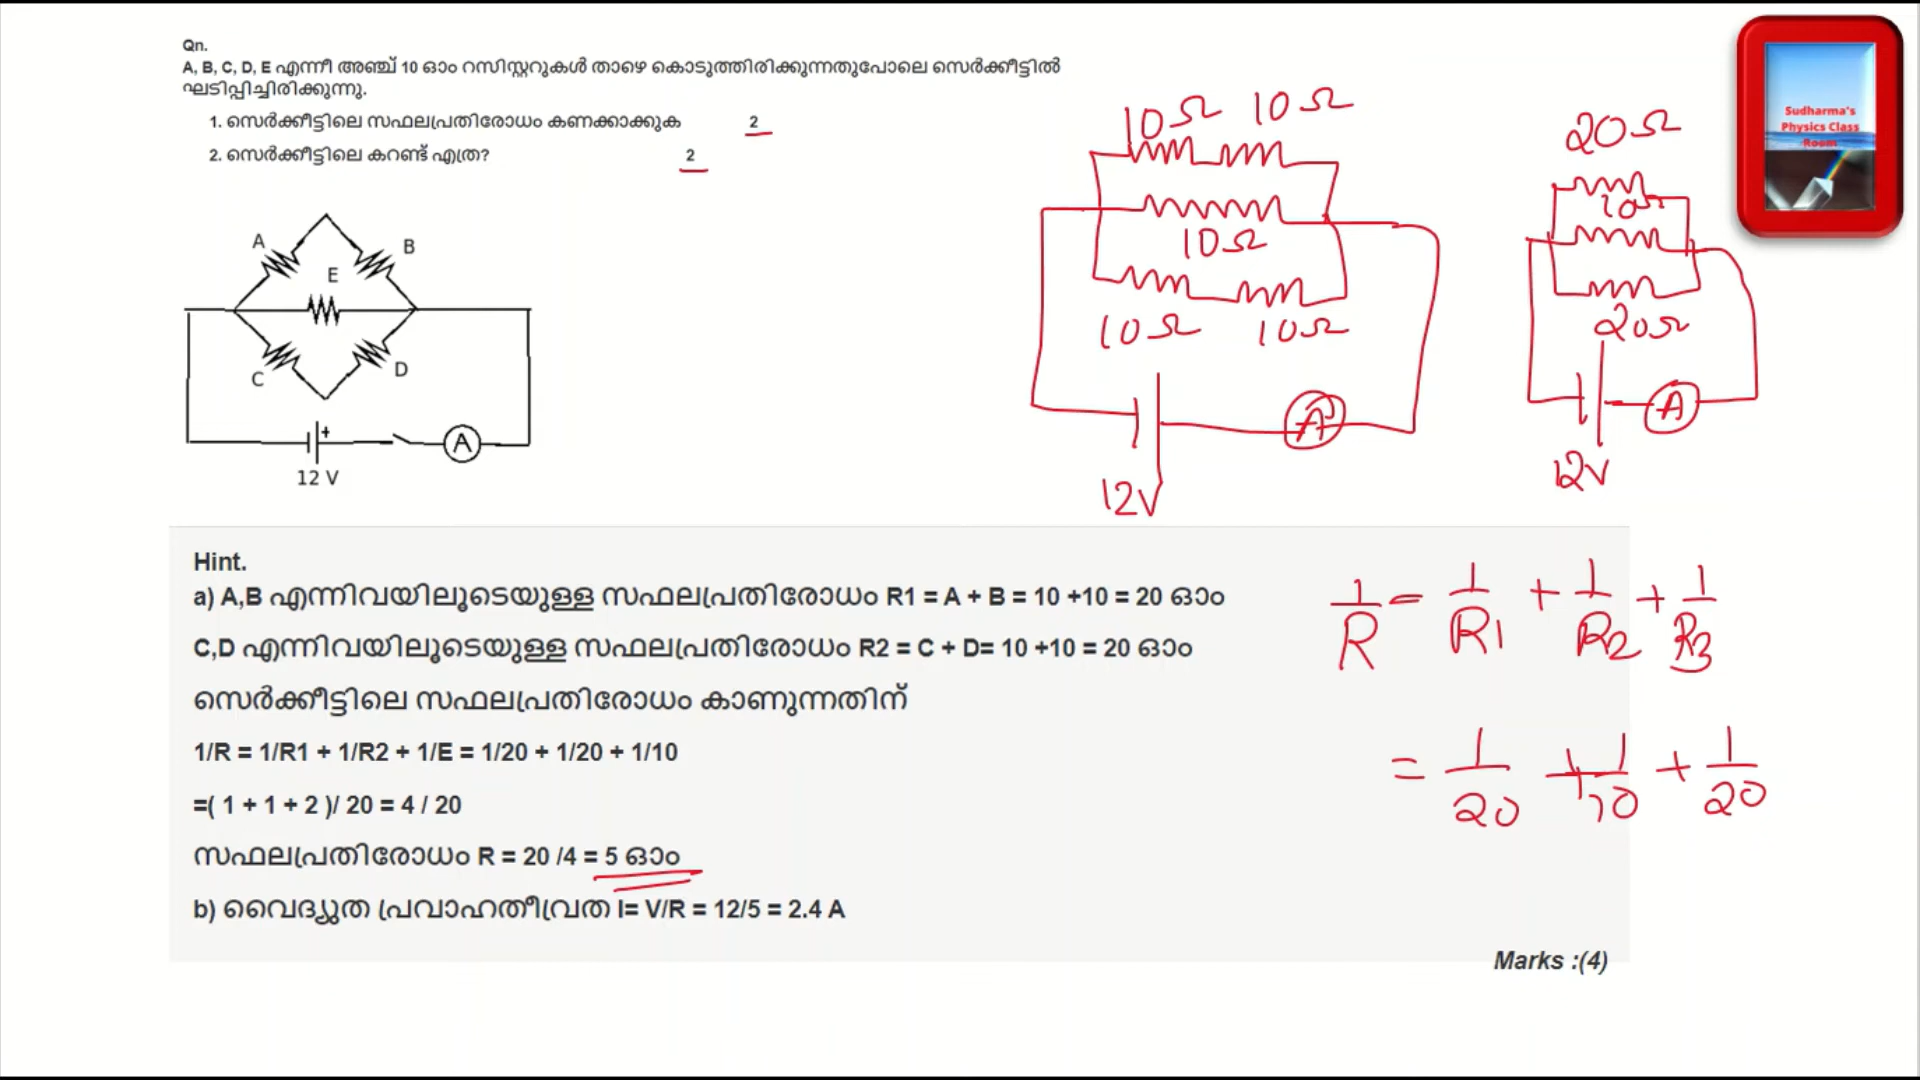 Qn.
A, B, C, D, E എന്നീ അഞ്ച് 10 ഓം റസിസ്റ്ററുകൾ താഴെ കൊടുത്തിരിക്കുന്നതുപോലെ സെർക്കീട്ടിൽ
ഘടിപ്പിച്ചിരിക്കുന്നു.
1. സെർക്കീട്ടിലെ സഫലപ്രതിരോധം കണക്കാക്കുക 2
2. സെർക്കീട്ടിലെ കറണ്ട് എത്ര? 2
A
B
E
C
D
+
A
12 V
10Ω 10Ω
10Ω
10Ω 10Ω
A
12V
20Ω
10Ω
20Ω
A
12V
Sudharma's
Physics Class
Room
Hint.
a) A,B എന്നിവയിലൂടെയുള്ള സഫലപ്രതിരോധം R1 = A + B = 10 +10 = 20 ഓം
C,D എന്നിവയിലൂടെയുള്ള സഫലപ്രതിരോധം R2 = C + D= 10 +10 = 20 ഓം
സെർക്കീട്ടിലെ സഫലപ്രതിരോധം കാണുന്നതിന്
1/R = 1/R1 + 1/R2 + 1/E = 1/20 + 1/20 + 1/10
=( 1 + 1 + 2 )/ 20 = 4 / 20
സഫലപ്രതിരോധം R = 20 /4 = 5 ഓം
b) വൈദ്യുത പ്രവാഹതീവ്രത I= V/R = 12/5 = 2.4 A
1/R = 1/R1 + 1/R2 + 1/R3
= 1/20 + 1/10 + 1/20
Marks :(4)